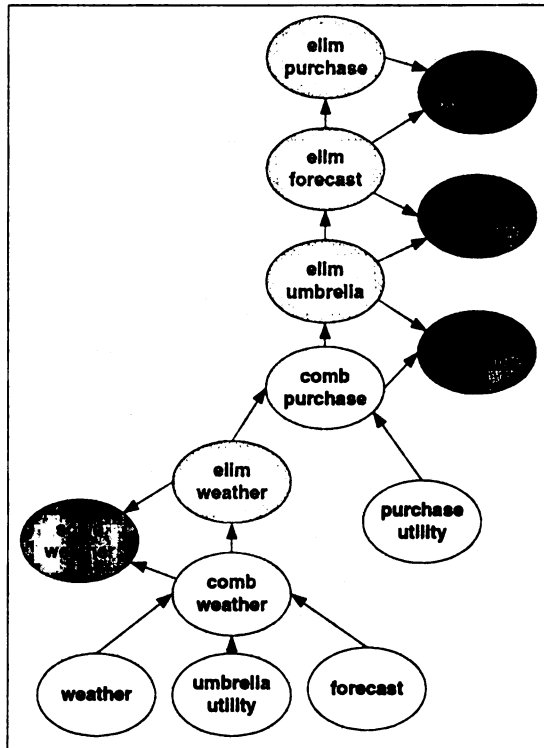 elim
purchase
elim
forecast
elim
umbrella
comb
purchase
elim
weather
purchase
utility
comb
weather
weather
umbrella
utility
forecast